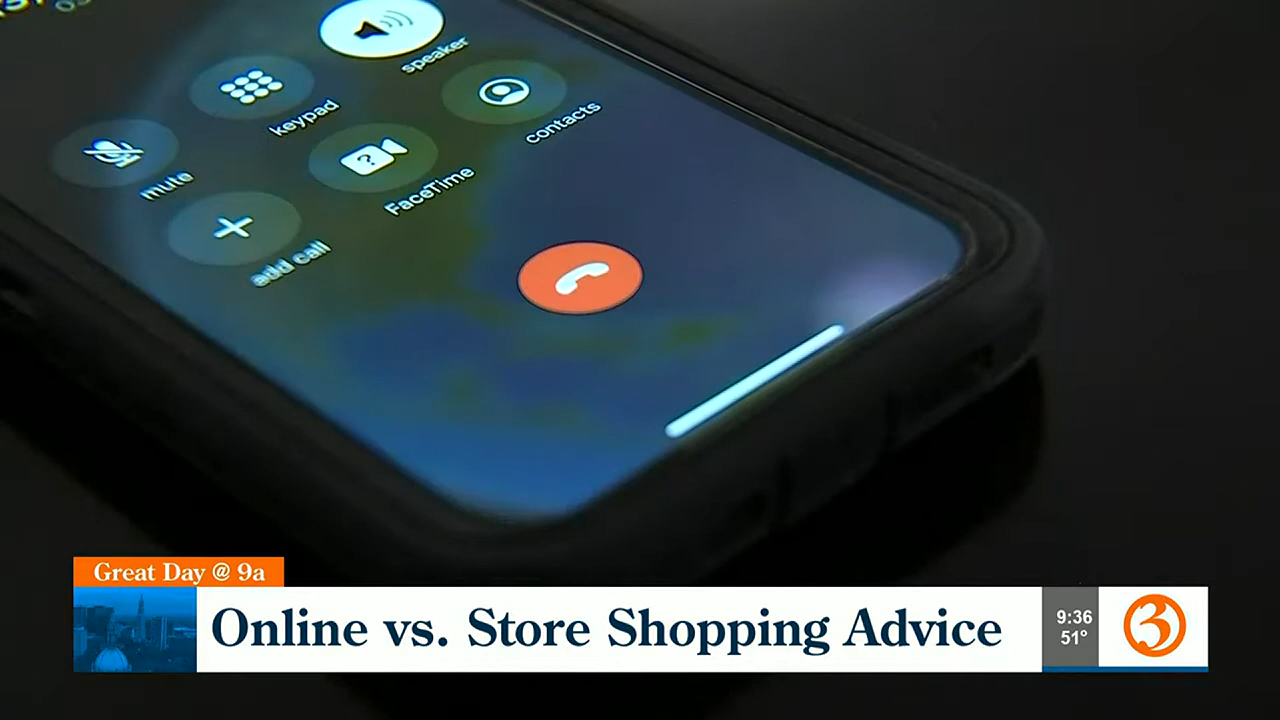 speaker
keypad
contacts
mute
FaceTime
add call
Great Day @ 9a
Online vs. Store Shopping Advice
9:36
51°
3